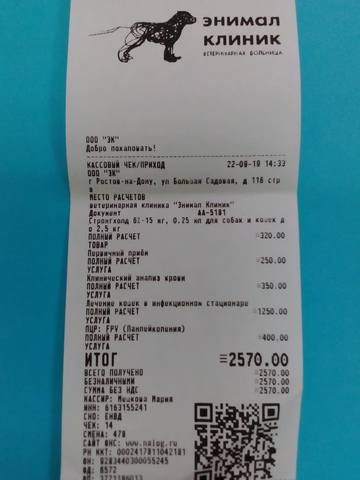 ЭНИМАЛ
КЛИНИК
ВЕТЕРИНАРНАЯ БОЛЬНИЦА
ООО "ЭК"
Добро пожаловать!
КАССОВЫЙ ЧЕК/ПРИХОД 22-08-19 14:33
ООО "ЭК"
г Ростов-на-Дону, ул Большая Садовая, д 116 стр
МЕСТО РАСЧЕТОВ
ветеринарная клиника "Энимал Клиник"
Документ АА-5181
Стронгхолд 6%-15 мг, 0.25 мл для собак и кошек д
о 2,5 кг
ПОЛНЫЙ РАСЧЕТ =320.00
ТОВАР
Первичный приём
ПОЛНЫЙ РАСЧЕТ =250.00
УСЛУГА
Клинический анализ крови
ПОЛНЫЙ РАСЧЕТ =350.00
УСЛУГА
Лечение кошек в инфекционном стационаре
ПОЛНЫЙ РАСЧЕТ =1250.00
УСЛУГА
ПЦР: FPV (Панлейкопения)
ПОЛНЫЙ РАСЧЕТ =400.00
УСЛУГА
ИТОГ =2570.00
ВСЕГО ПОЛУЧЕНО =2570.00
БЕЗНАЛИЧНЫМИ =2570.00
СУММА БЕЗ НДС =2570.00
КАССИР: Мешкова Мария
ИНН: 6163155241
СНО: ЕНВД
ЧЕК: 14
СМЕНА: 478
САЙТ ФНС: www.nalog.ru
РН ККТ: 0002417811042181
ФН: 9283440300055245
ФД: 6572